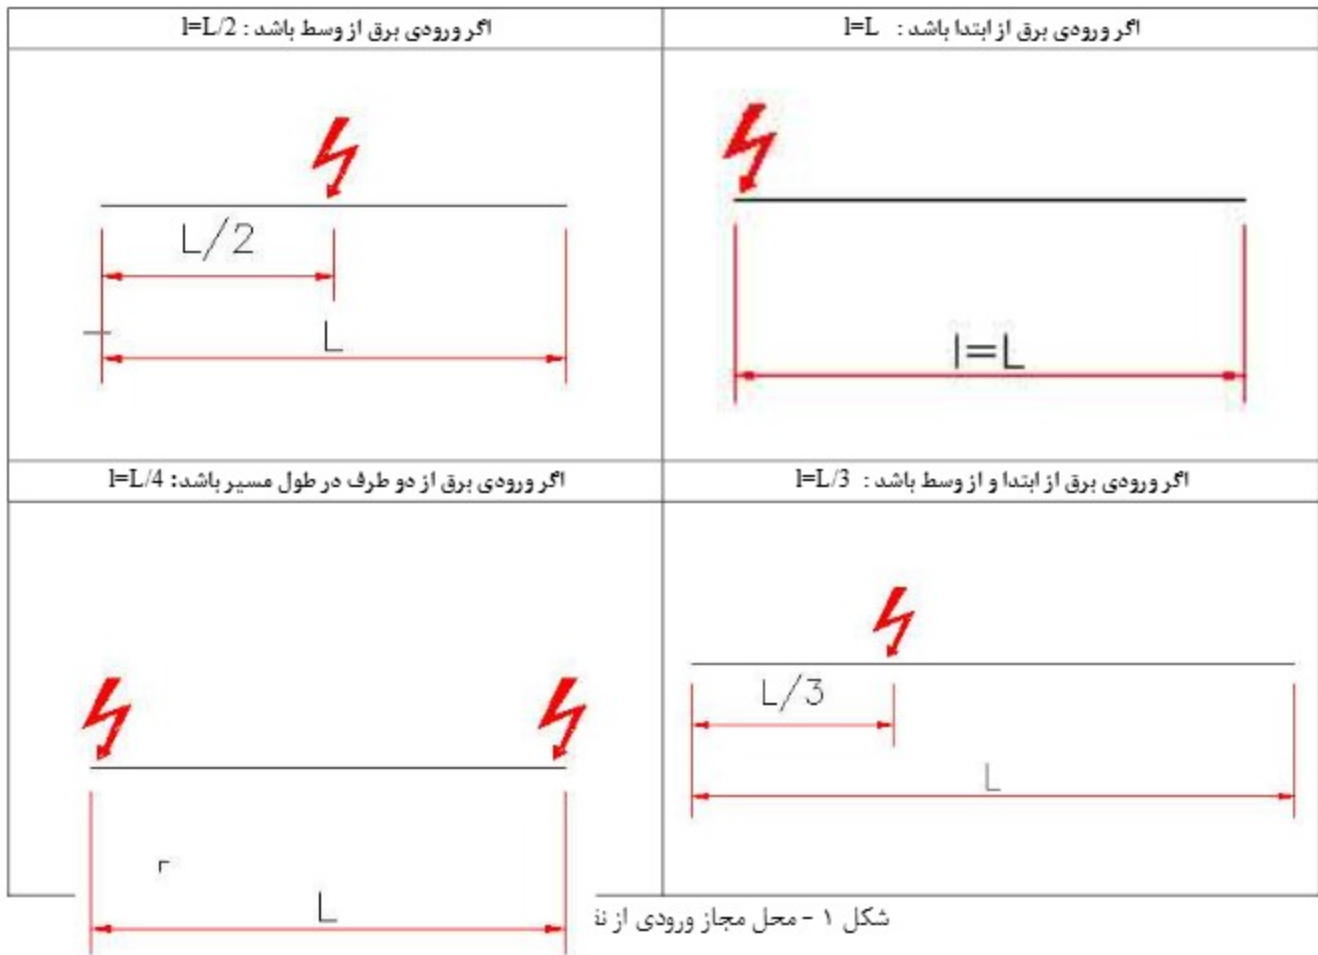 اگر ورودی برق از ابتدا باشد : l=L
اگر ورودی برق از وسط باشد : l=L/2
l=L
L/2
L
اگر ورودی برق از ابتدا و از وسط باشد : l=L/3
اگر ورودی برق از دو طرف در طول مسیر باشد: l=L/4
L/3
L
L
شکل ۱ - محل مجاز ورودی از